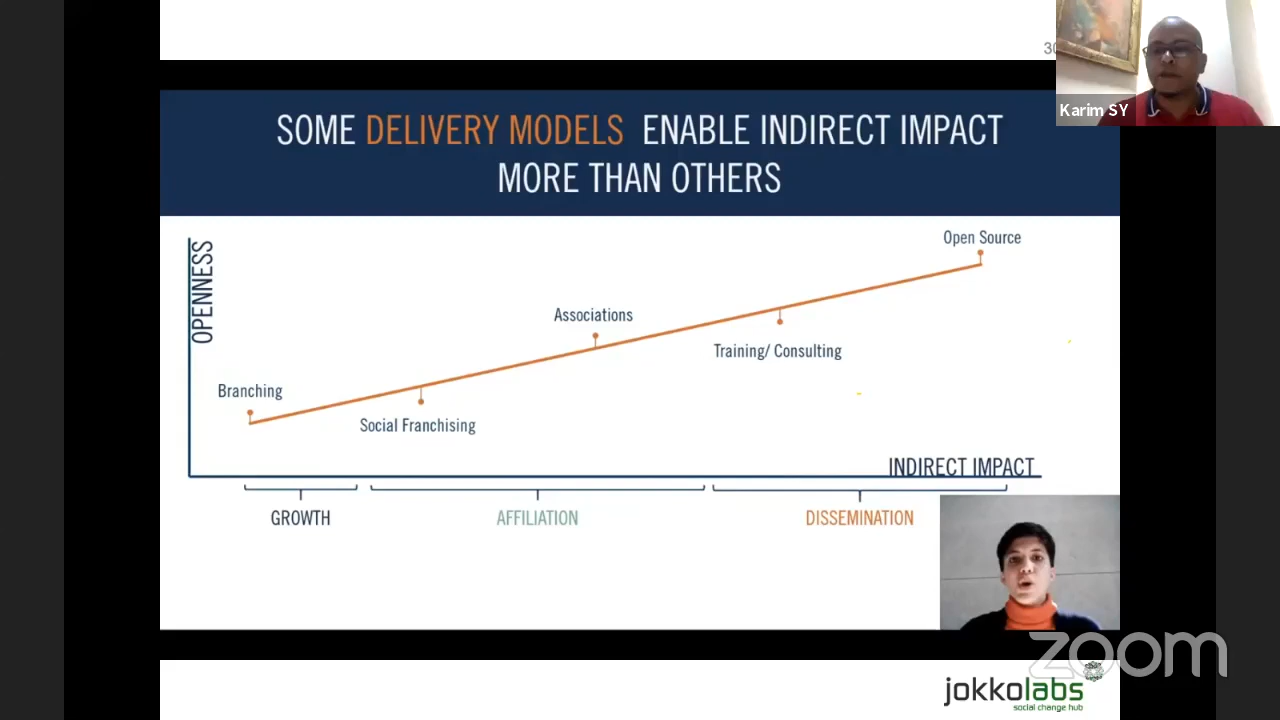 30
Karim SY
SOME DELIVERY MODELS ENABLE INDIRECT IMPACT
MORE THAN OTHERS
OPENNESS
Open Source
Associations
Training/ Consulting
Branching
Social Franchising
INDIRECT IMPACT
GROWTH
AFFILIATION
DISSEMINATION
zoom
jokkolabs
social change hub